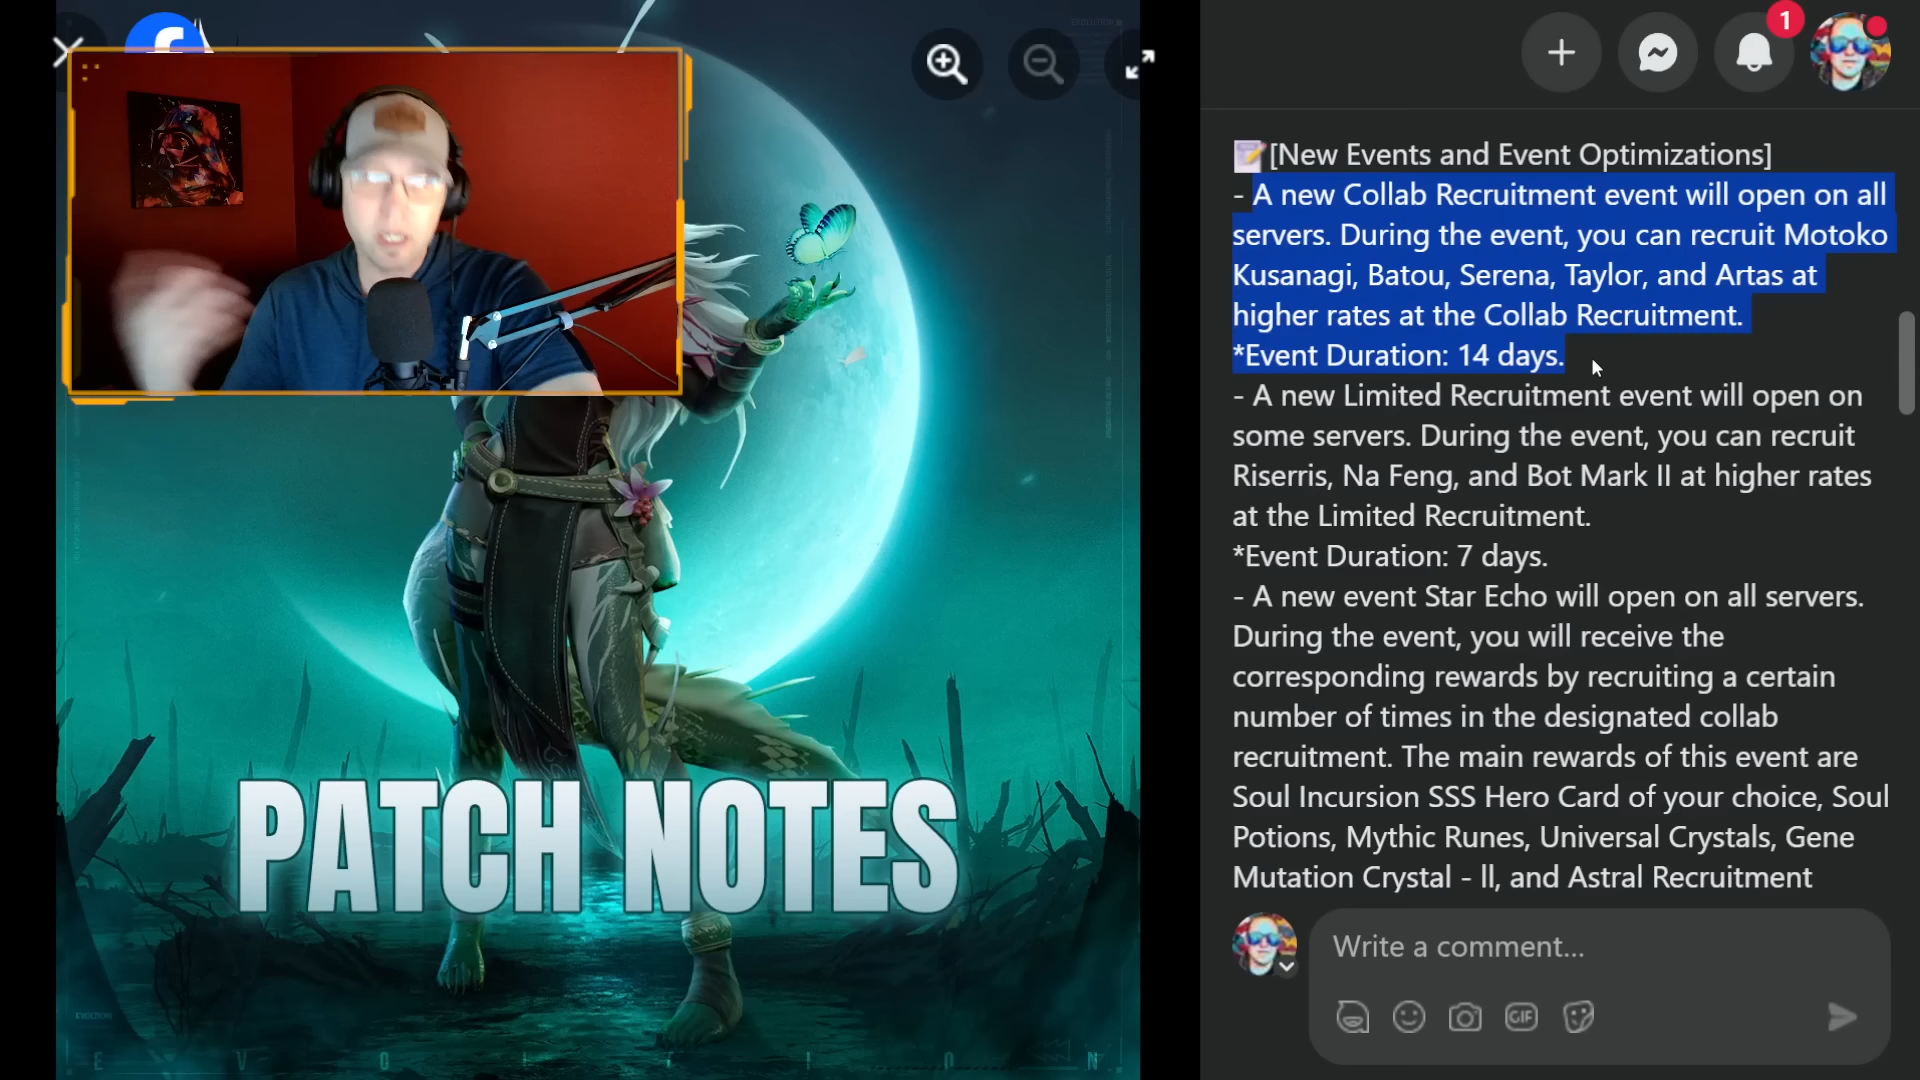 1
📝[New Events and Event Optimizations]
- A new Collab Recruitment event will open on all
servers. During the event, you can recruit Motoko
Kusanagi, Batou, Serena, Taylor, and Artas at
higher rates at the Collab Recruitment.
*Event Duration: 14 days.
- A new Limited Recruitment event will open on
some servers. During the event, you can recruit
Riserris, Na Feng, and Bot Mark II at higher rates
at the Limited Recruitment.
*Event Duration: 7 days.
- A new event Star Echo will open on all servers.
During the event, you will receive the
corresponding rewards by recruiting a certain
number of times in the designated collab
recruitment. The main rewards of this event are
Soul Incursion SSS Hero Card of your choice, Soul
Potions, Mythic Runes, Universal Crystals, Gene
Mutation Crystal - ll, and Astral Recruitment
Write a comment...
GIF
PATCH NOTES
E V O L U T I O N